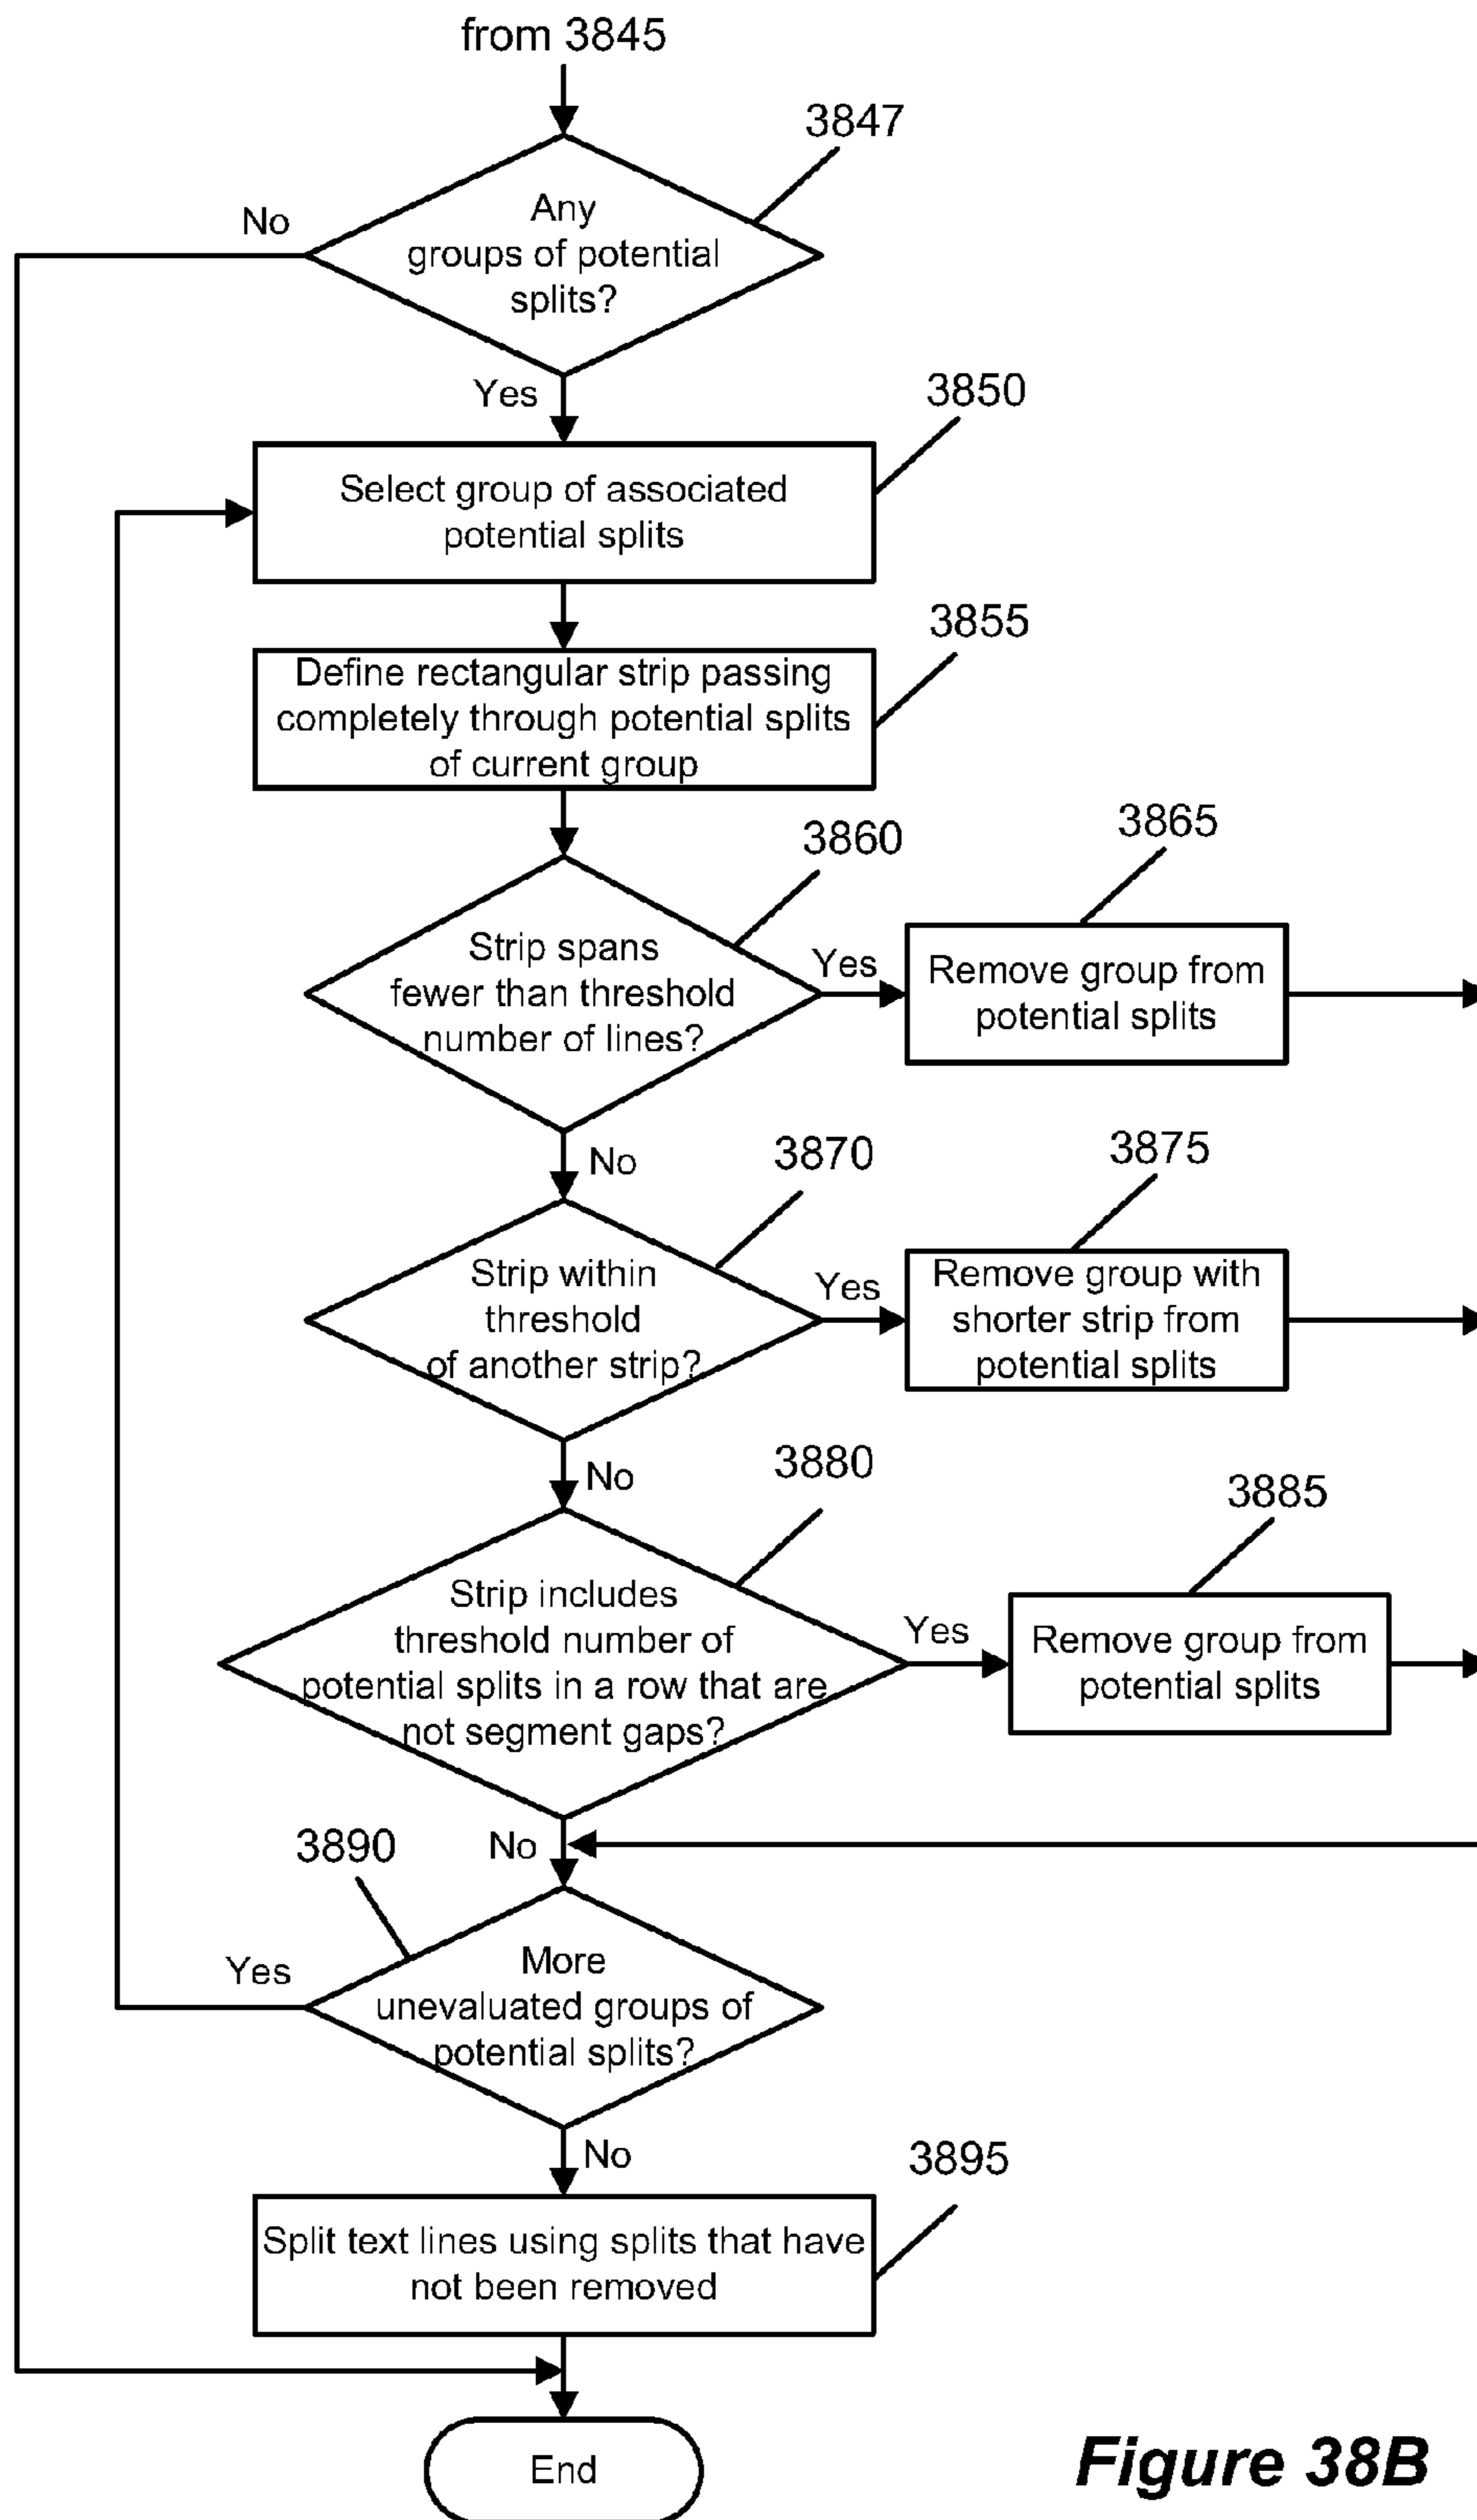 from 3845
3847
Any
groups of potential
splits?
No
Yes
3850
Select group of associated
potential splits
3855
Define rectangular strip passing
completely through potential splits
of current group
3860
Strip spans
fewer than threshold
number of lines?
Yes
3865
Remove group from
potential splits
No
3870
Strip within
threshold
of another strip?
Yes
3875
Remove group with
shorter strip from
potential splits
No
3880
Strip includes
threshold number of
potential splits in a row that are
not segment gaps?
Yes
3885
Remove group from
potential splits
No
3890
More
unevaluated groups of
potential splits?
Yes
No
3895
Split text lines using splits that have
not been removed
End
Figure 38B